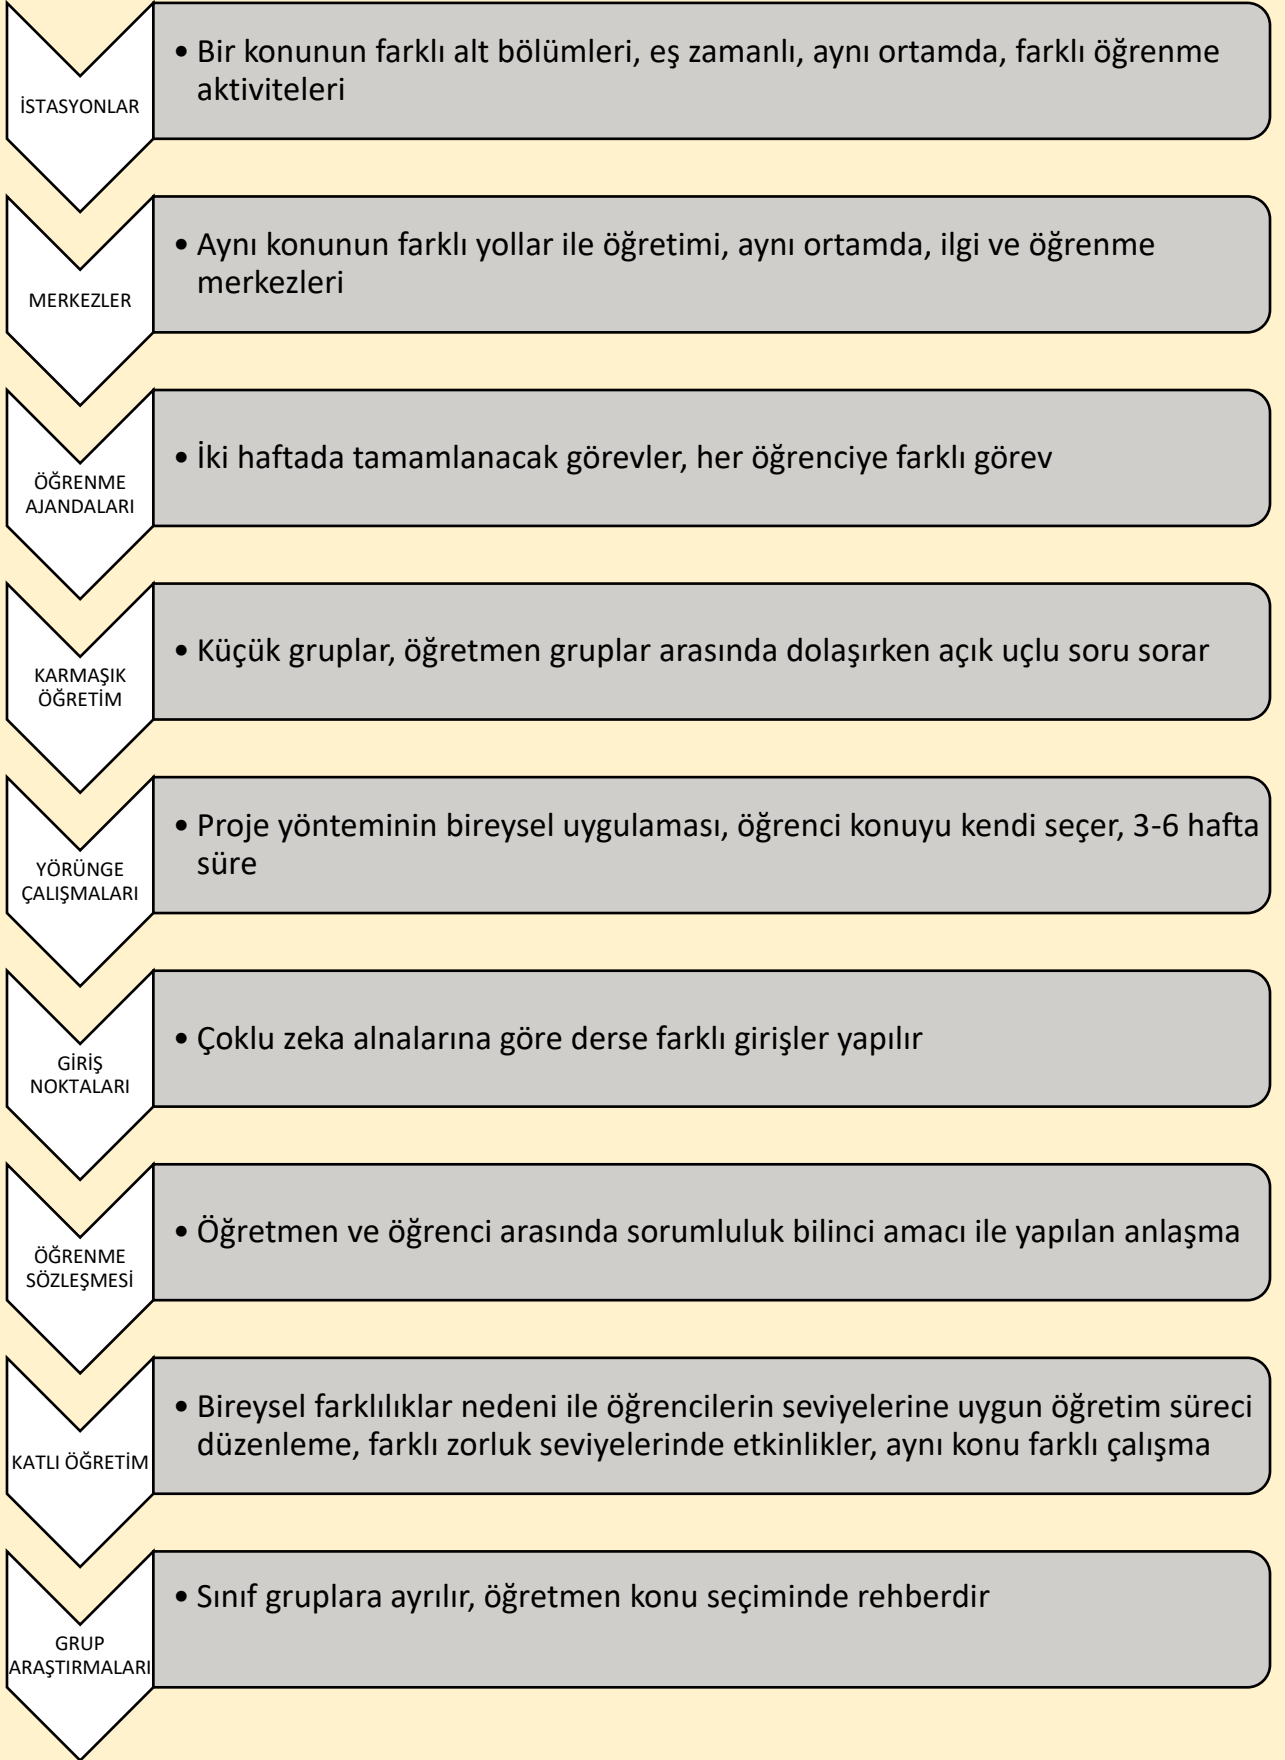 İSTASYONLAR
• Bir konunun farklı alt bölümleri, eş zamanlı, aynı ortamda, farklı öğrenme
aktiviteleri
MERKEZLER
• Aynı konunun farklı yollar ile öğretimi, aynı ortamda, ilgi ve öğrenme
merkezleri
ÖĞRENME
AJANDALARI
• İki haftada tamamlanacak görevler, her öğrenciye farklı görev
KARMAŞIK
ÖĞRETİM
• Küçük gruplar, öğretmen gruplar arasında dolaşırken açık uçlu soru sorar
YÖRÜNGE
ÇALIŞMALARI
• Proje yönteminin bireysel uygulaması, öğrenci konuyu kendi seçer, 3-6 hafta
süre
GİRİŞ
NOKTALARI
• Çoklu zeka alnalarına göre derse farklı girişler yapılır
ÖĞRENME
SÖZLEŞMESİ
• Öğretmen ve öğrenci arasında sorumluluk bilinci amacı ile yapılan anlaşma
KATLI ÖĞRETİM
• Bireysel farklılıklar nedeni ile öğrencilerin seviyelerine uygun öğretim süreci
düzenleme, farklı zorluk seviyelerinde etkinlikler, aynı konu farklı çalışma
GRUP
ARAŞTIRMALARI
• Sınıf gruplara ayrılır, öğretmen konu seçiminde rehberdir